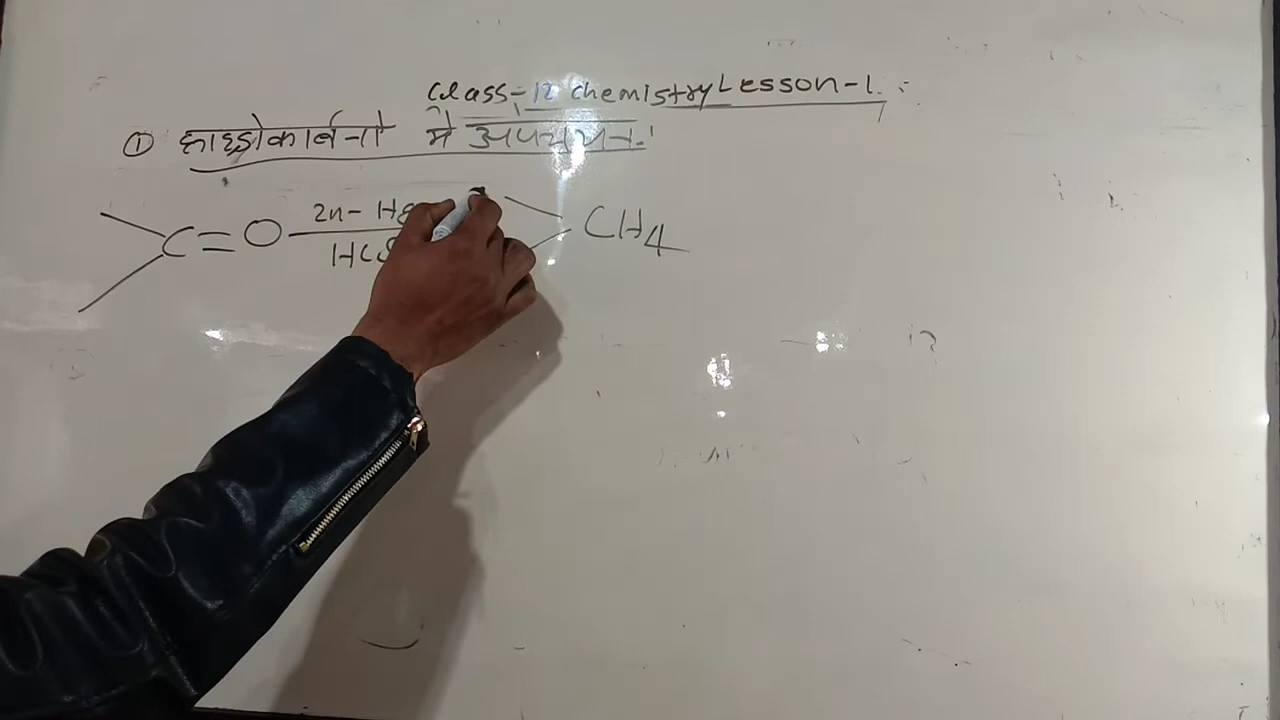 Class-12 chemistry Lesson-1.
① हाइड्रोकार्बनो मे अपचयन.
C=O Zn-Hg HCl CH4